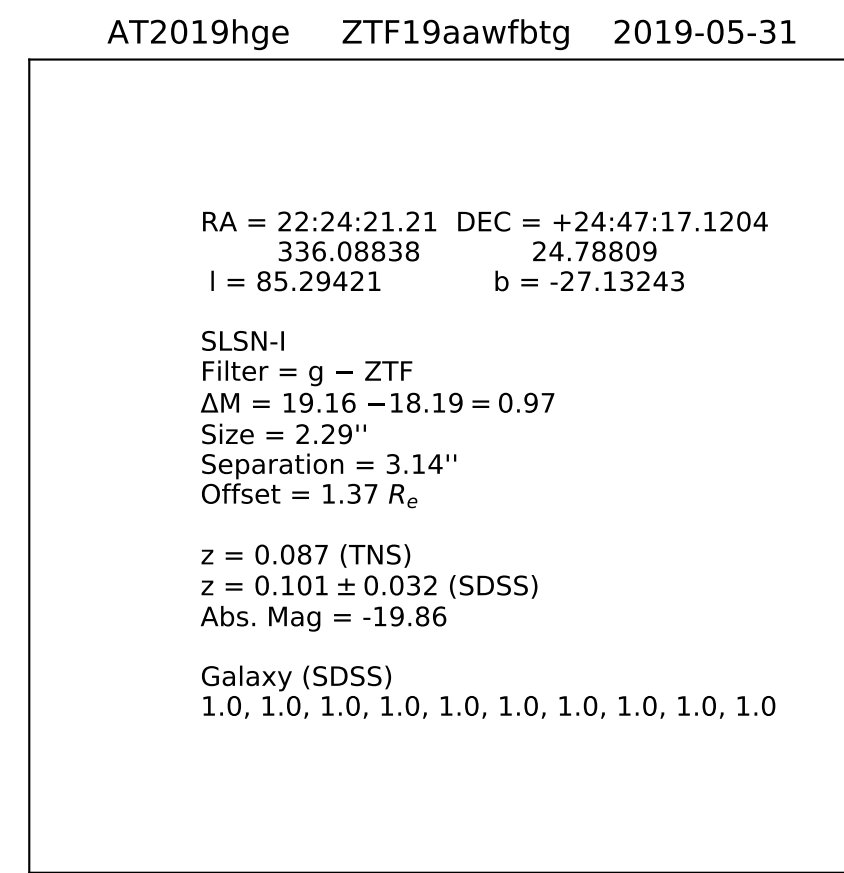 AT2019hge ZTF19aawfbtg 2019-05-31
RA = 22:24:21.21 DEC = +24:47:17.1204
336.08838 24.78809
l = 85.29421 b = -27.13243
SLSN-I
Filter = g − ZTF
ΔM = 19.16 −18.19 = 0.97
Size = 2.29''
Separation = 3.14''
Offset = 1.37 Rₑ
z = 0.087 (TNS)
z = 0.101 ± 0.032 (SDSS)
Abs. Mag = -19.86
Galaxy (SDSS)
1.0, 1.0, 1.0, 1.0, 1.0, 1.0, 1.0, 1.0, 1.0, 1.0